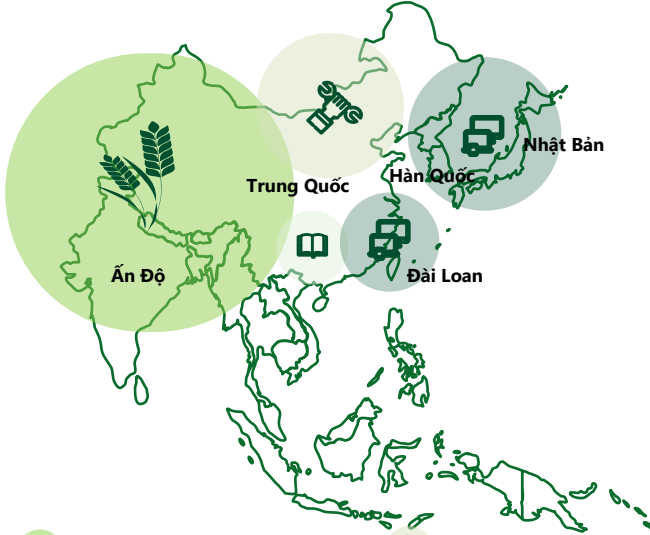 Nhật Bản
Hàn Quốc
Trung Quốc
Ấn Độ
Đài Loan